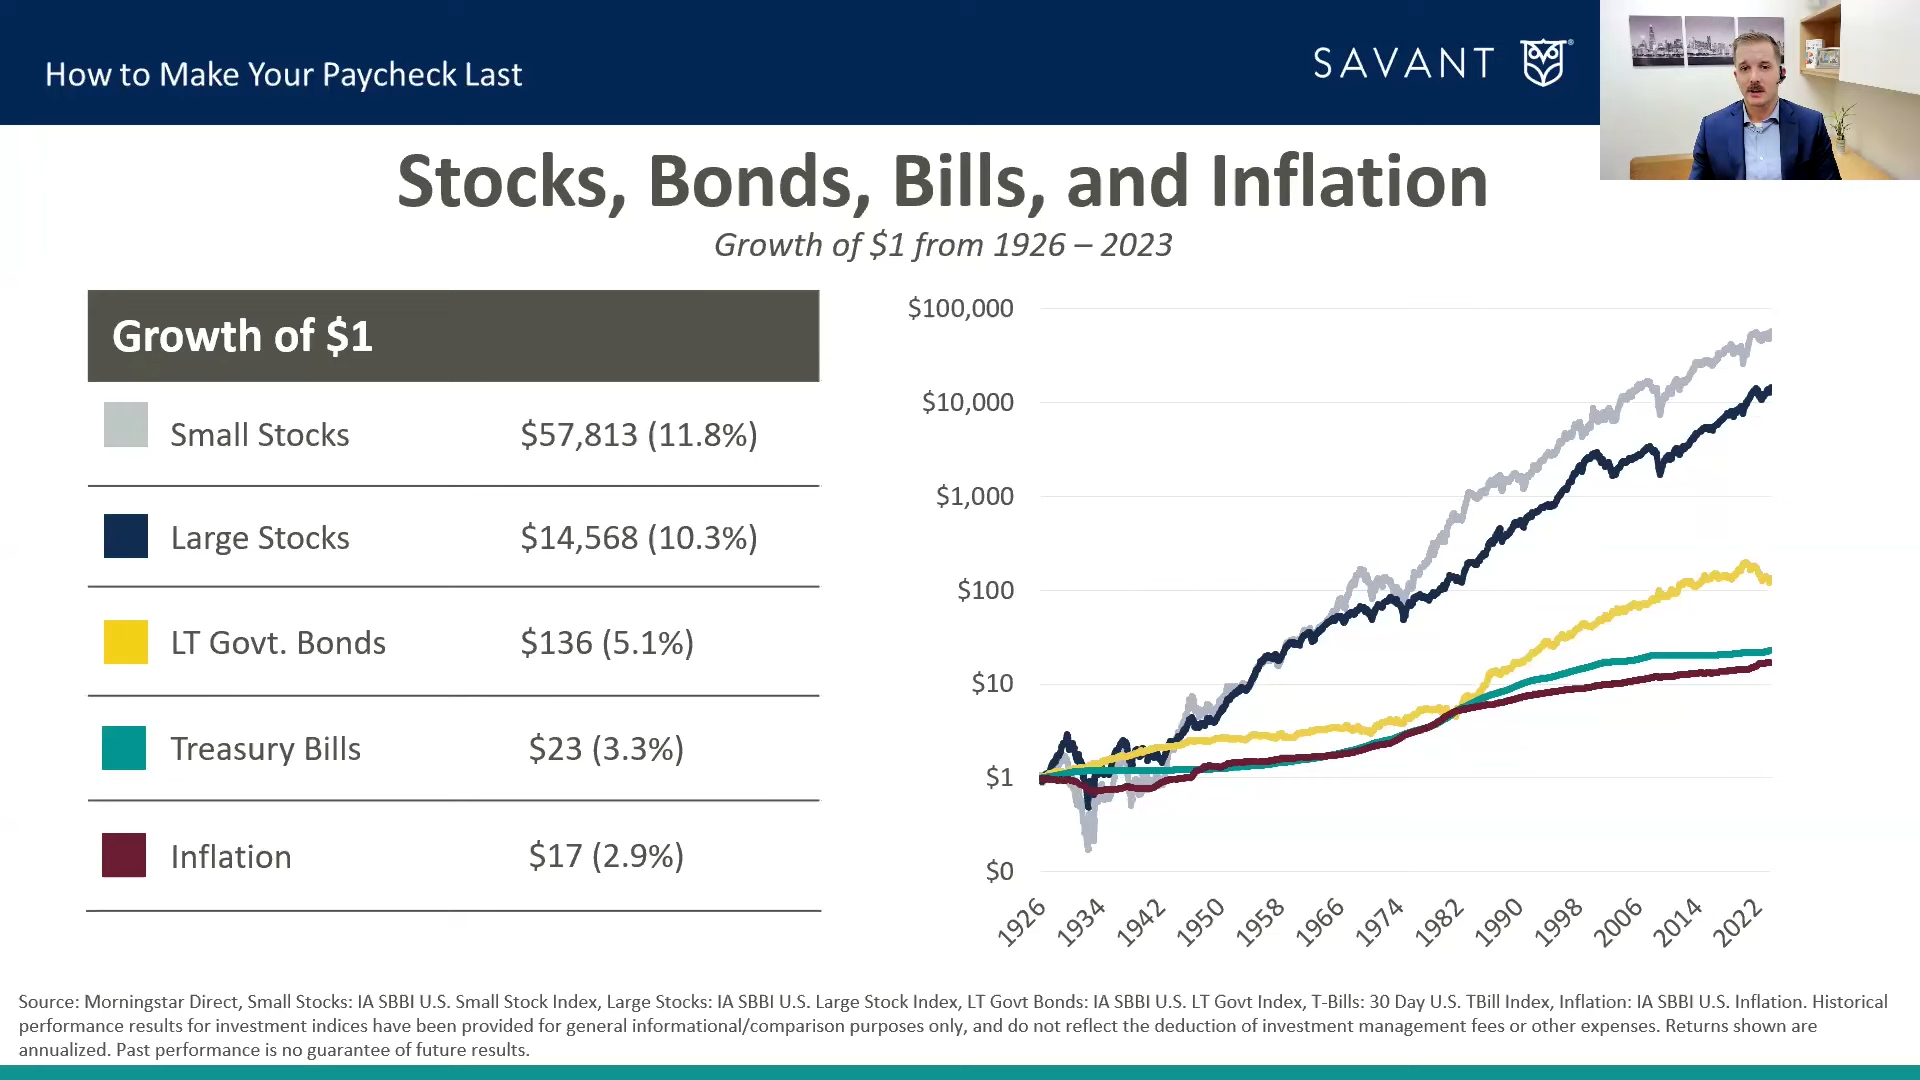 How to Make Your Paycheck Last
SAVANT
®
Stocks, Bonds, Bills, and Inflation
Growth of $1 from 1926 – 2023
Growth of $1
Small Stocks $57,813 (11.8%)
Large Stocks $14,568 (10.3%)
LT Govt. Bonds $136 (5.1%)
Treasury Bills $23 (3.3%)
Inflation $17 (2.9%)
$100,000
$10,000
$1,000
$100
$10
$1
$0
1926 1934 1942 1950 1958 1966 1974 1982 1990 1998 2006 2014 2022
Source: Morningstar Direct, Small Stocks: IA SBBI U.S. Small Stock Index, Large Stocks: IA SBBI U.S. Large Stock Index, LT Govt Bonds: IA SBBI U.S. LT Govt Index, T-Bills: 30 Day U.S. TBill Index, Inflation: IA SBBI U.S. Inflation. Historical
performance results for investment indices have been provided for general informational/comparison purposes only, and do not reflect the deduction of investment management fees or other expenses. Returns shown are
annualized. Past performance is no guarantee of future results.